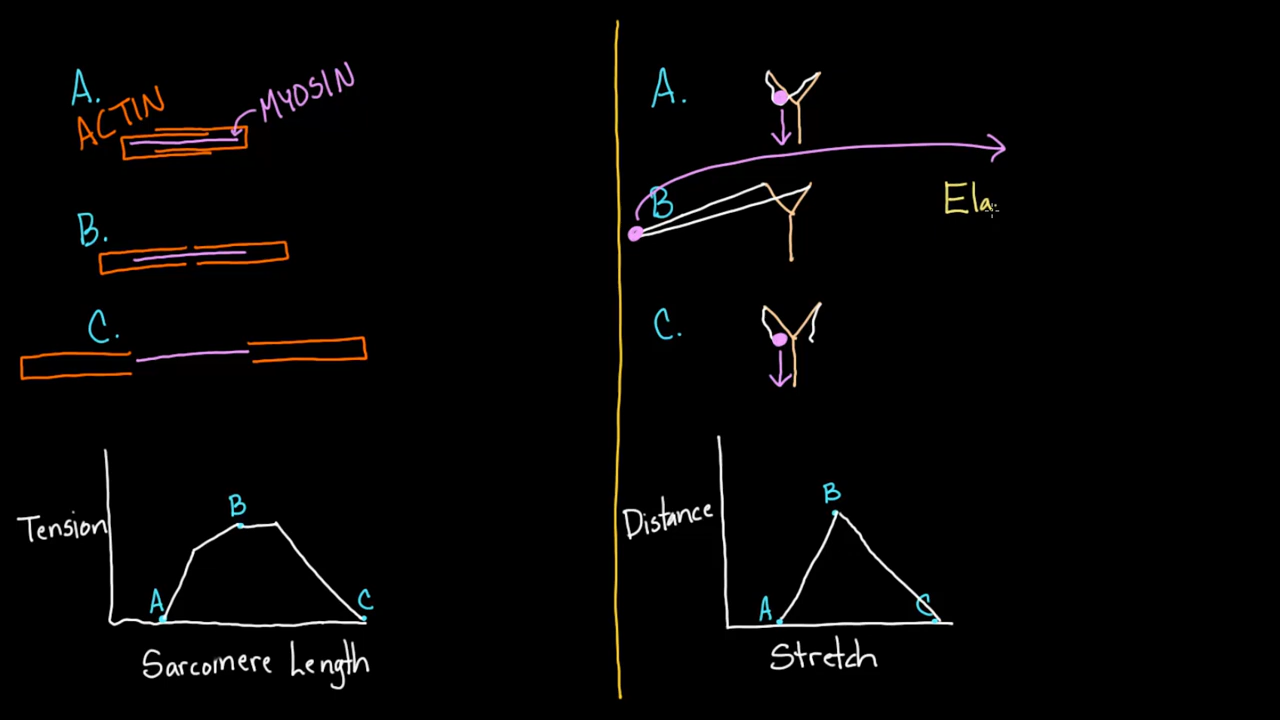 A.
ACTIN
MYOSIN
B.
C.
Tension
A
B
C
Sarcomere Length
A.
B
Ela
C.
Distance
A
B
C
Stretch